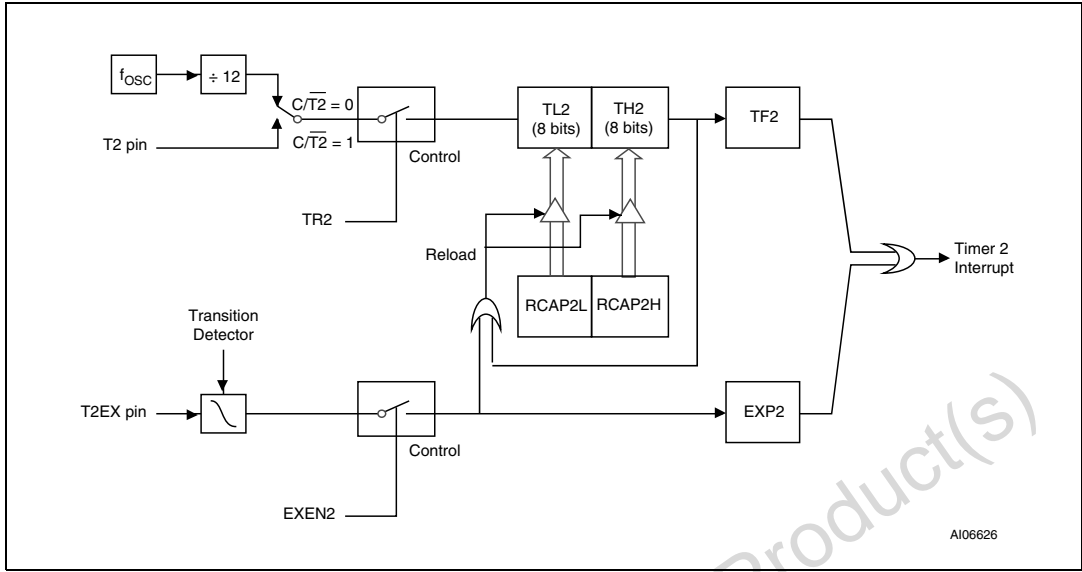 fOSC
÷ 12
C/T2 = 0
T2 pin
C/T2 = 1
Control
TR2
TL2
(8 bits)
TH2
(8 bits)
TF2
Reload
RCAP2L
RCAP2H
Timer 2
Interrupt
Transition
Detector
T2EX pin
Control
EXEN2
EXP2
AI06626
Product(s)